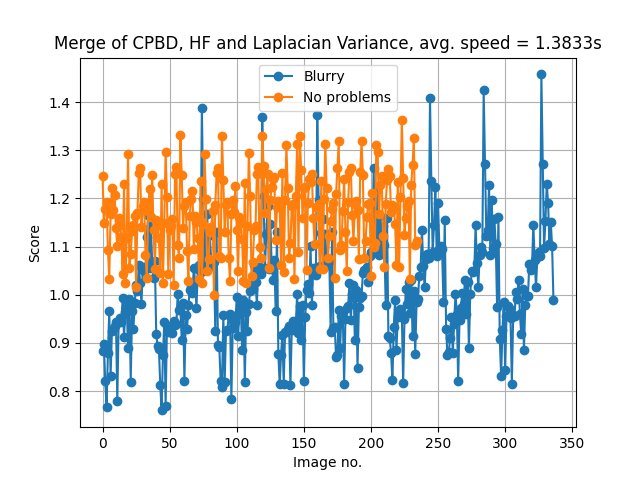 Merge of CPBD, HF and Laplacian Variance, avg. speed = 1.3833s
Blurry
No problems
Score
1.4
1.3
1.2
1.1
1.0
0.9
0.8
0 50 100 150 200 250 300 350
Image no.